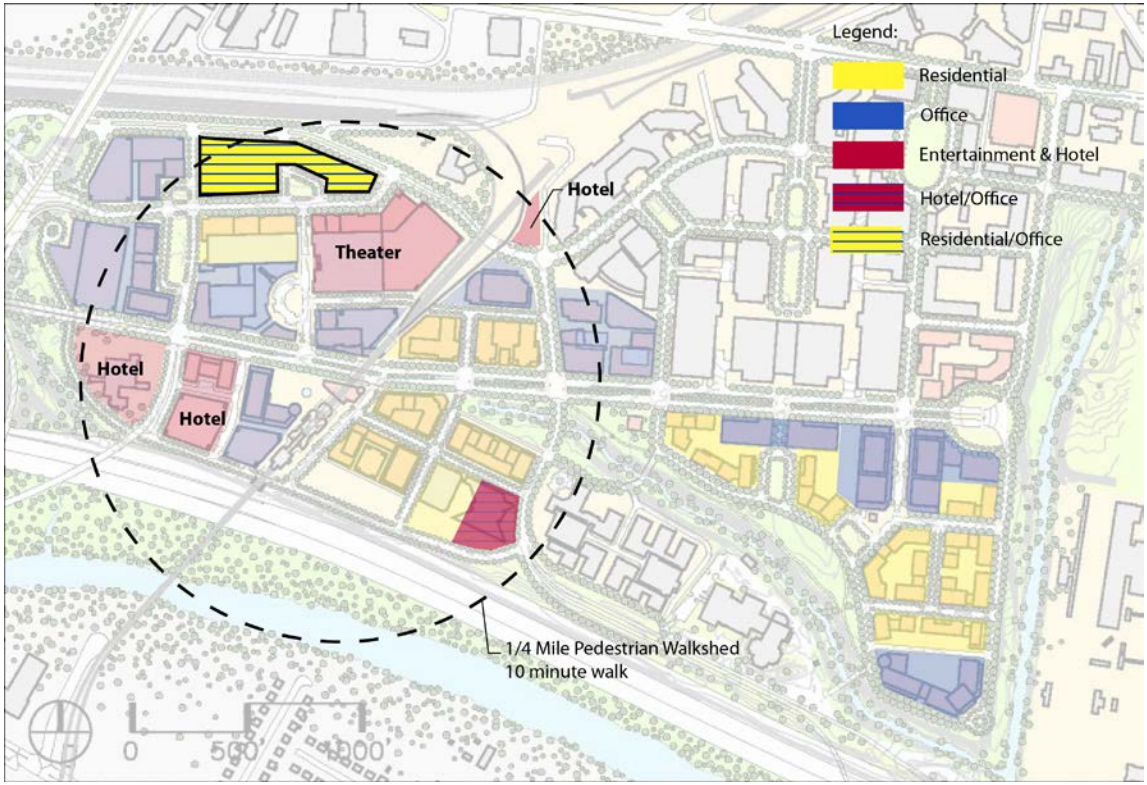 Legend:
Residential
Office
Entertainment & Hotel
Hotel/Office
Residential/Office
Hotel
Theater
Hotel
Hotel
1/4 Mile Pedestrian Walkshed
10 minute walk
0 500' 1000'